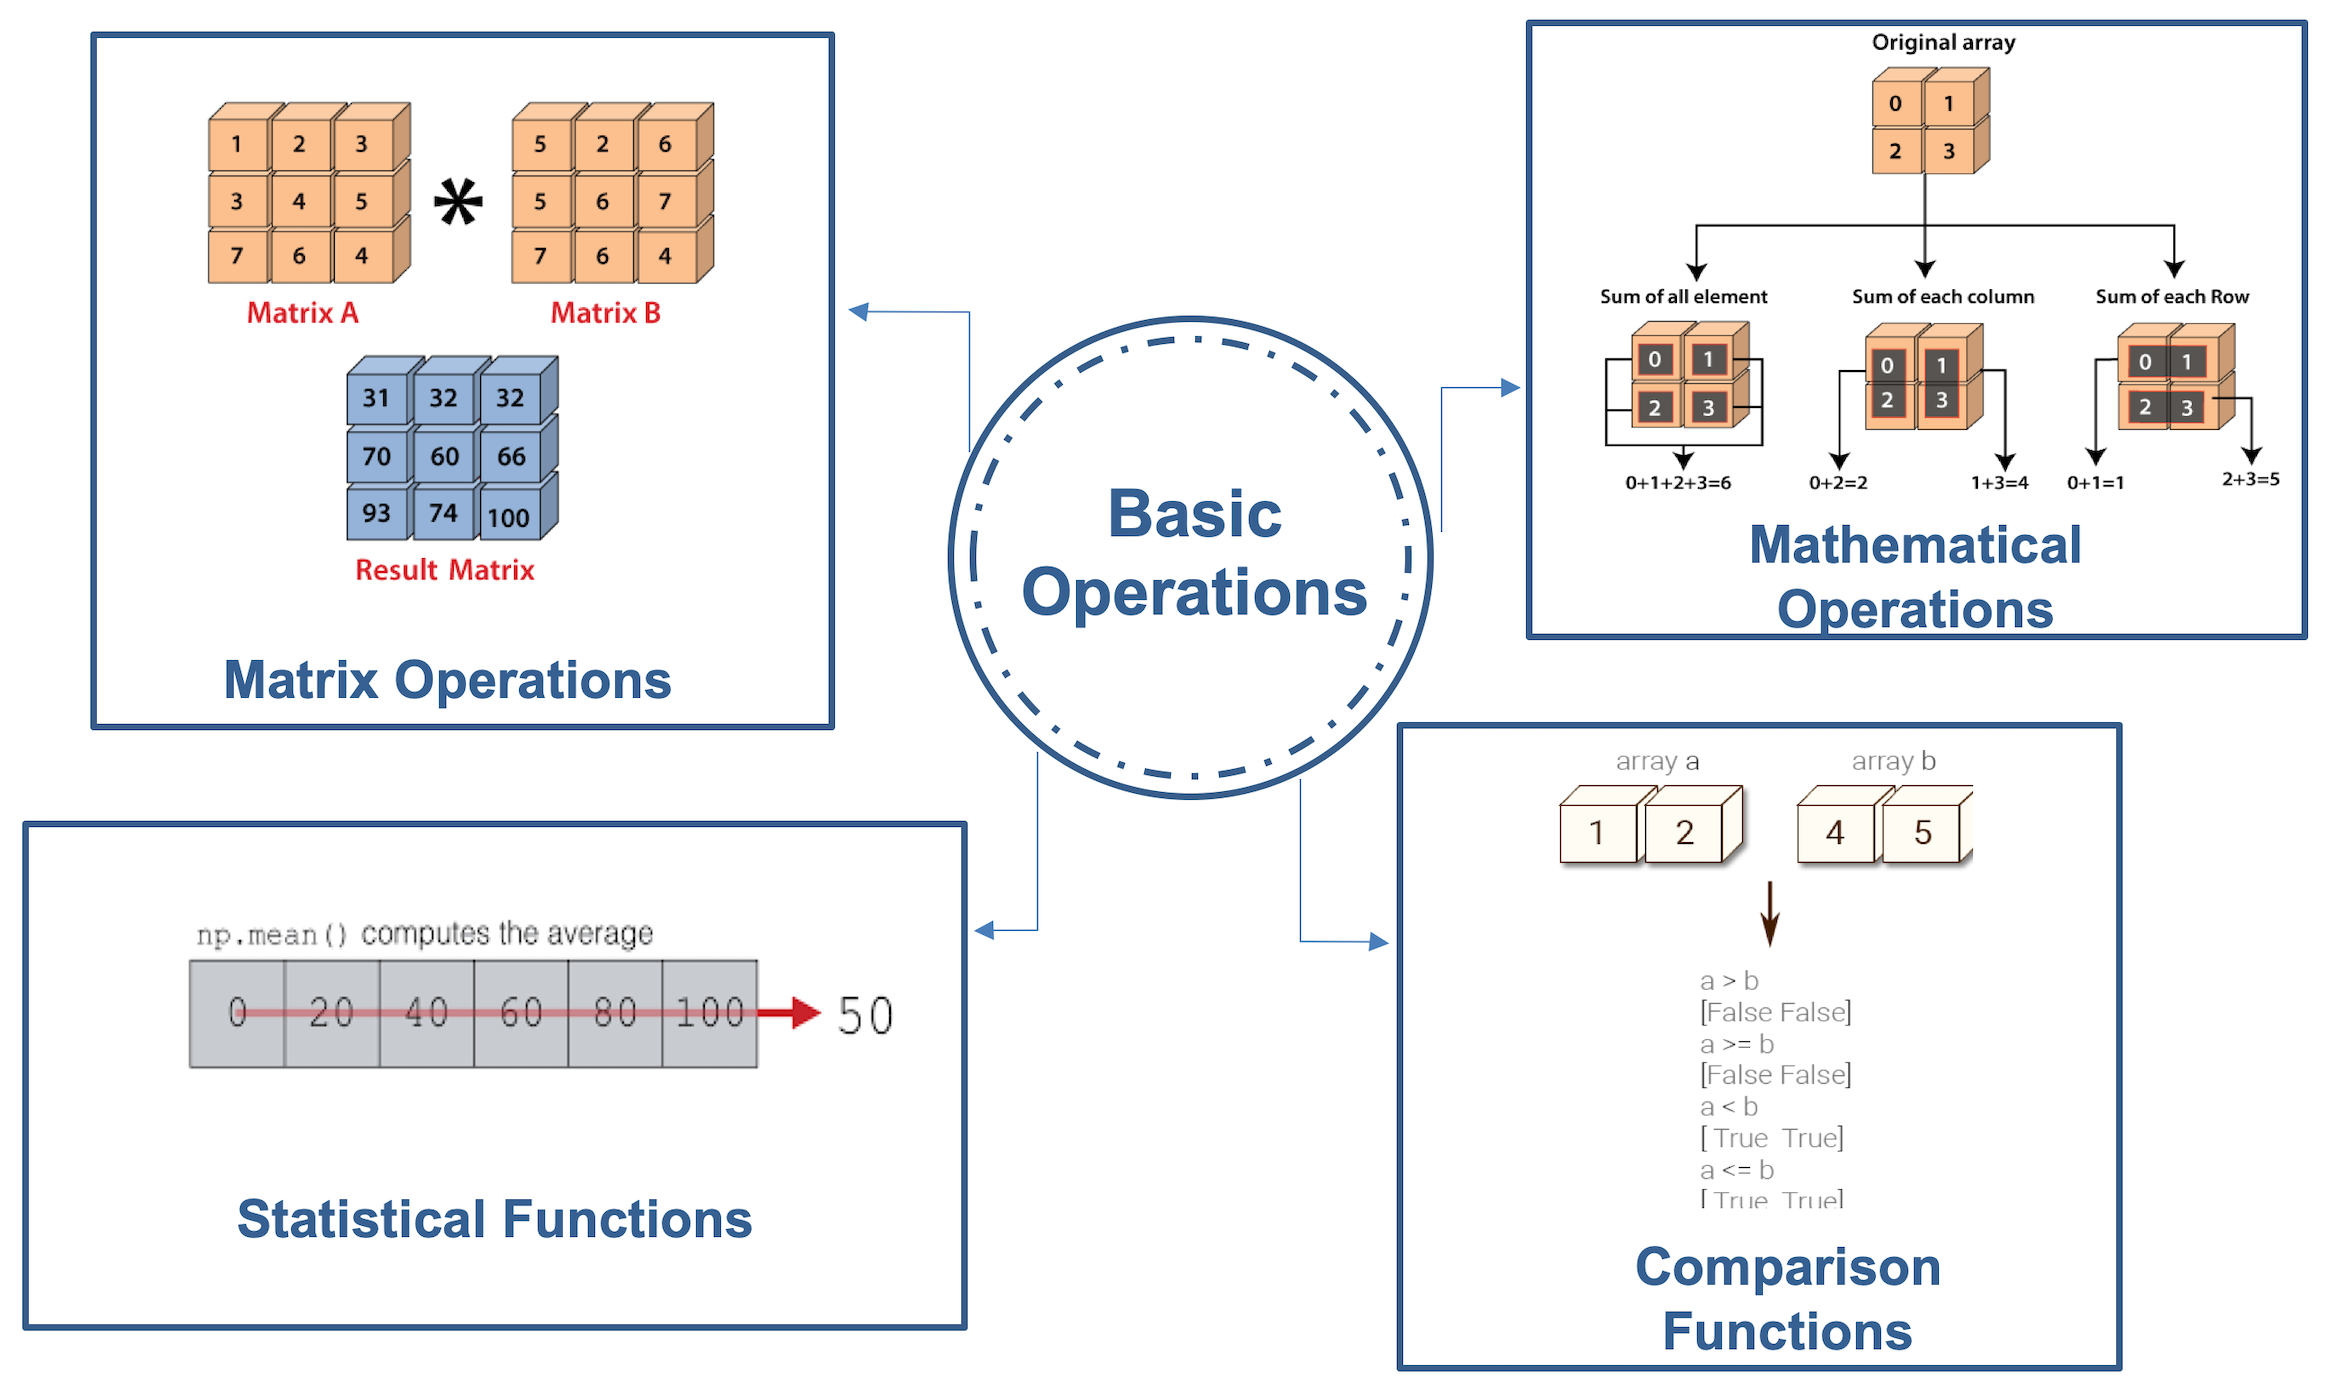 1 2 3
3 4 5
7 6 4
Matrix A
*
5 2 6
5 6 7
7 6 4
Matrix B
31 32 32
70 60 66
93 74 100
Result Matrix
Matrix Operations
Original array
0 1
2 3
Sum of all element
0 1
2 3
0+1+2+3=6
Sum of each column
0 1
2 3
0+2=2
1+3=4
Sum of each Row
0 1
2 3
0+1=1
2+3=5
Mathematical
Operations
Basic
Operations
np.mean() computes the average
0 20 40 60 80 100 50
Statistical Functions
array a
1 2
array b
4 5
a > b
[False False]
a >= b
[False False]
a < b
[ True  True]
a <= b
[ True  True]
Comparison
Functions